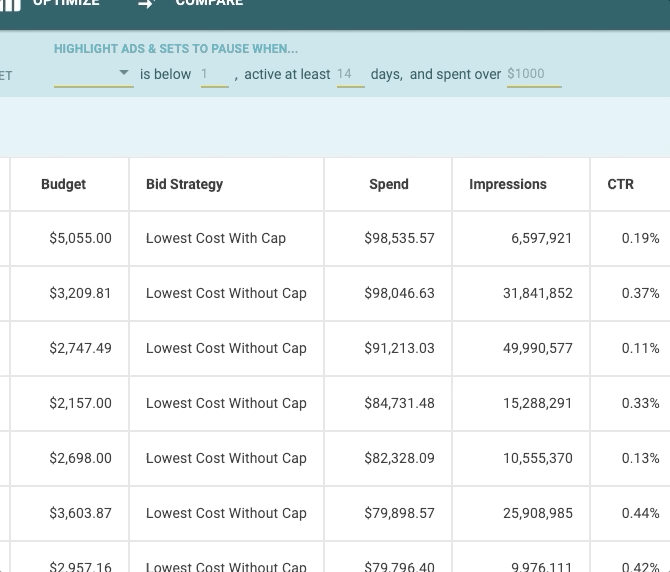 OPTIMIZE COMPARE
HIGHLIGHT ADS & SETS TO PAUSE WHEN...
ET is below 1 , active at least 14 days, and spent over $1000
Budget Bid Strategy Spend Impressions CTR
$5,055.00 Lowest Cost With Cap $98,535.57 6,597,921 0.19%
$3,209.81 Lowest Cost Without Cap $98,046.63 31,841,852 0.37%
$2,747.49 Lowest Cost Without Cap $91,213.03 49,990,577 0.11%
$2,157.00 Lowest Cost Without Cap $84,731.48 15,288,291 0.33%
$2,698.00 Lowest Cost Without Cap $82,328.09 10,555,370 0.13%
$3,603.87 Lowest Cost Without Cap $79,898.57 25,908,985 0.44%
$2,957.16 Lowest Cost Without Cap $79,796.40 9,976,111 0.42%